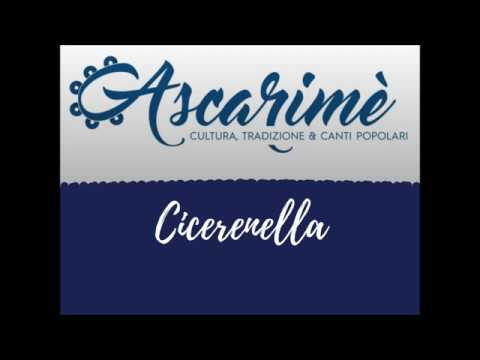 Ascarimè
CULTURA, TRADIZIONE & CANTI POPOLARI
Cicerenella